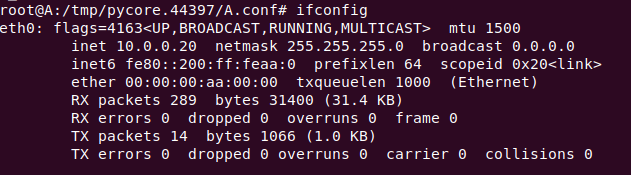 root@A:/tmp/pycore.44397/A.conf# ifconfig
eth0: flags=4163<UP,BROADCAST,RUNNING,MULTICAST>  mtu 1500
        inet 10.0.0.20  netmask 255.255.255.0  broadcast 0.0.0.0
        inet6 fe80::200:ff:feaa:0  prefixlen 64  scopeid 0x20<link>
        ether 00:00:00:aa:00:00  txqueuelen 1000  (Ethernet)
        RX packets 289  bytes 31400 (31.4 KB)
        RX errors 0  dropped 0  overruns 0  frame 0
        TX packets 14  bytes 1066 (1.0 KB)
        TX errors 0  dropped 0 overruns 0  carrier 0  collisions 0